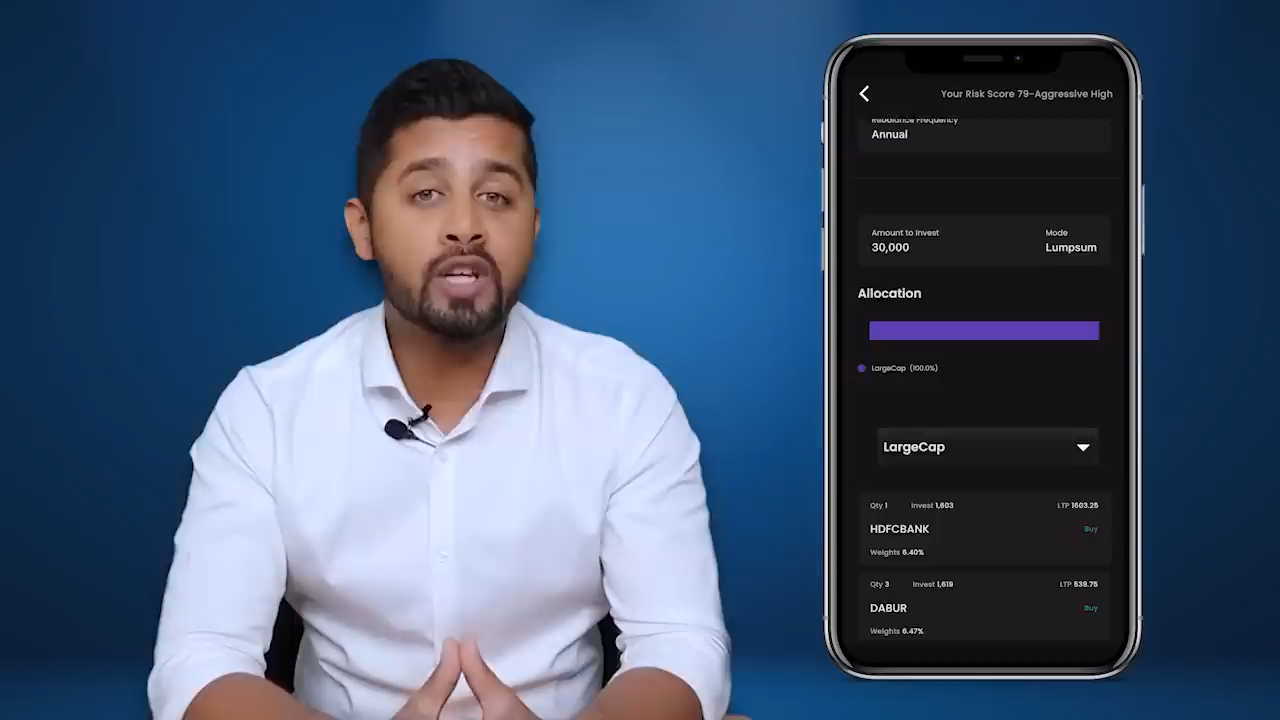 Your Risk Score 79-Aggressive High
Rebalance Frequency
Annual
Amount to Invest Mode
30,000 Lumpsum
Allocation
LargeCap (100.0%)
LargeCap
Qty 1 Invest 1,603 LTP 1603.25
HDFCBANK Buy
Weights 6.40%
Qty 3 Invest 1,619 LTP 539.75
DABUR Buy
Weights 6.47%